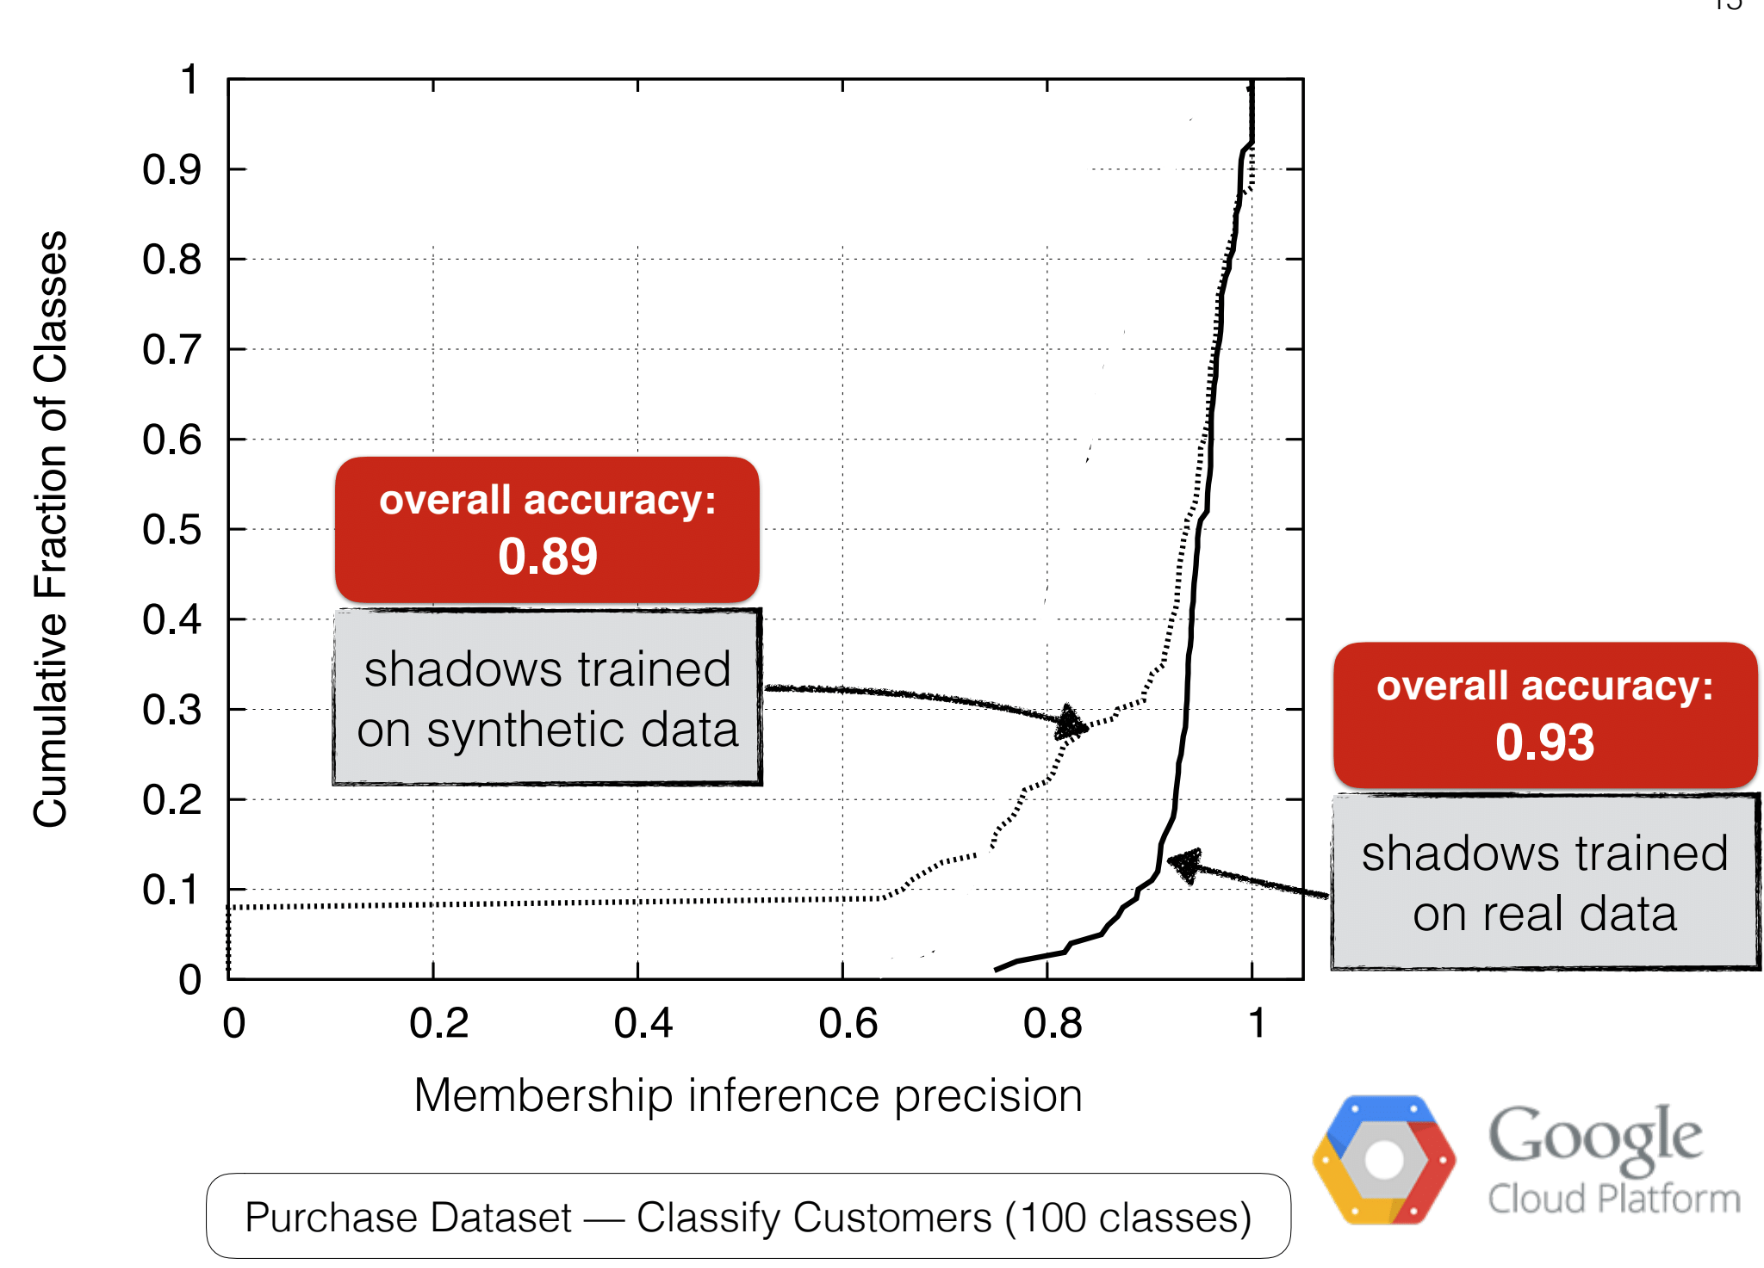 Cumulative Fraction of Classes
1
0.9
0.8
0.7
0.6
0.5
0.4
0.3
0.2
0.1
0
0 0.2 0.4 0.6 0.8 1
Membership inference precision
overall accuracy:
0.89
shadows trained
on synthetic data
overall accuracy:
0.93
shadows trained
on real data
Purchase Dataset — Classify Customers (100 classes)
Google
Cloud Platform